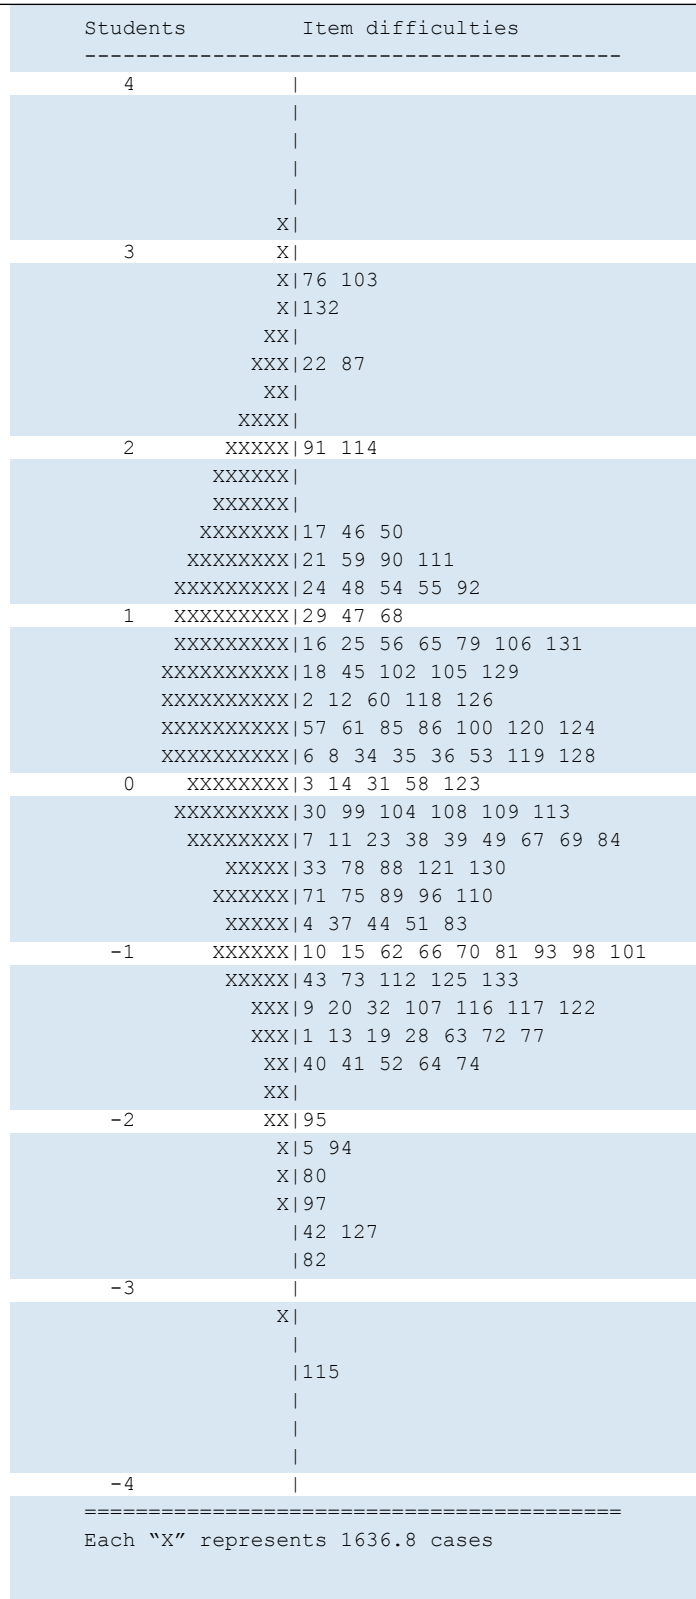 Students Item difficulties
------------------------------------------
4 |
|
|
|
|
X|
3 X|
X|76 103
X|132
XX|
XXX|22 87
XX|
XXXX|
2 XXXXX|91 114
XXXXXX|
XXXXXX|
XXXXXXX|17 46 50
XXXXXXXX|21 59 90 111
XXXXXXXXX|24 48 54 55 92
1 XXXXXXXXX|29 47 68
XXXXXXXXX|16 25 56 65 79 106 131
XXXXXXXXXX|18 45 102 105 129
XXXXXXXXXX|2 12 60 118 126
XXXXXXXXXX|57 61 85 86 100 120 124
XXXXXXXXXX|6 8 34 35 36 53 119 128
0 XXXXXXXX|3 14 31 58 123
XXXXXXXXX|30 99 104 108 109 113
XXXXXXXX|7 11 23 38 39 49 67 69 84
XXXXX|33 78 88 121 130
XXXXXX|71 75 89 96 110
XXXXX|4 37 44 51 83
-1 XXXXXX|10 15 62 66 70 81 93 98 101
XXXXX|43 73 112 125 133
XXX|9 20 32 107 116 117 122
XXX|1 13 19 28 63 72 77
XX|40 41 52 64 74
XX|
-2 XX|95
X|5 94
X|80
X|97
|42 127
|82
-3 |
X|
|
|115
|
|
|
-4 |
==========================================
Each “X” represents 1636.8 cases